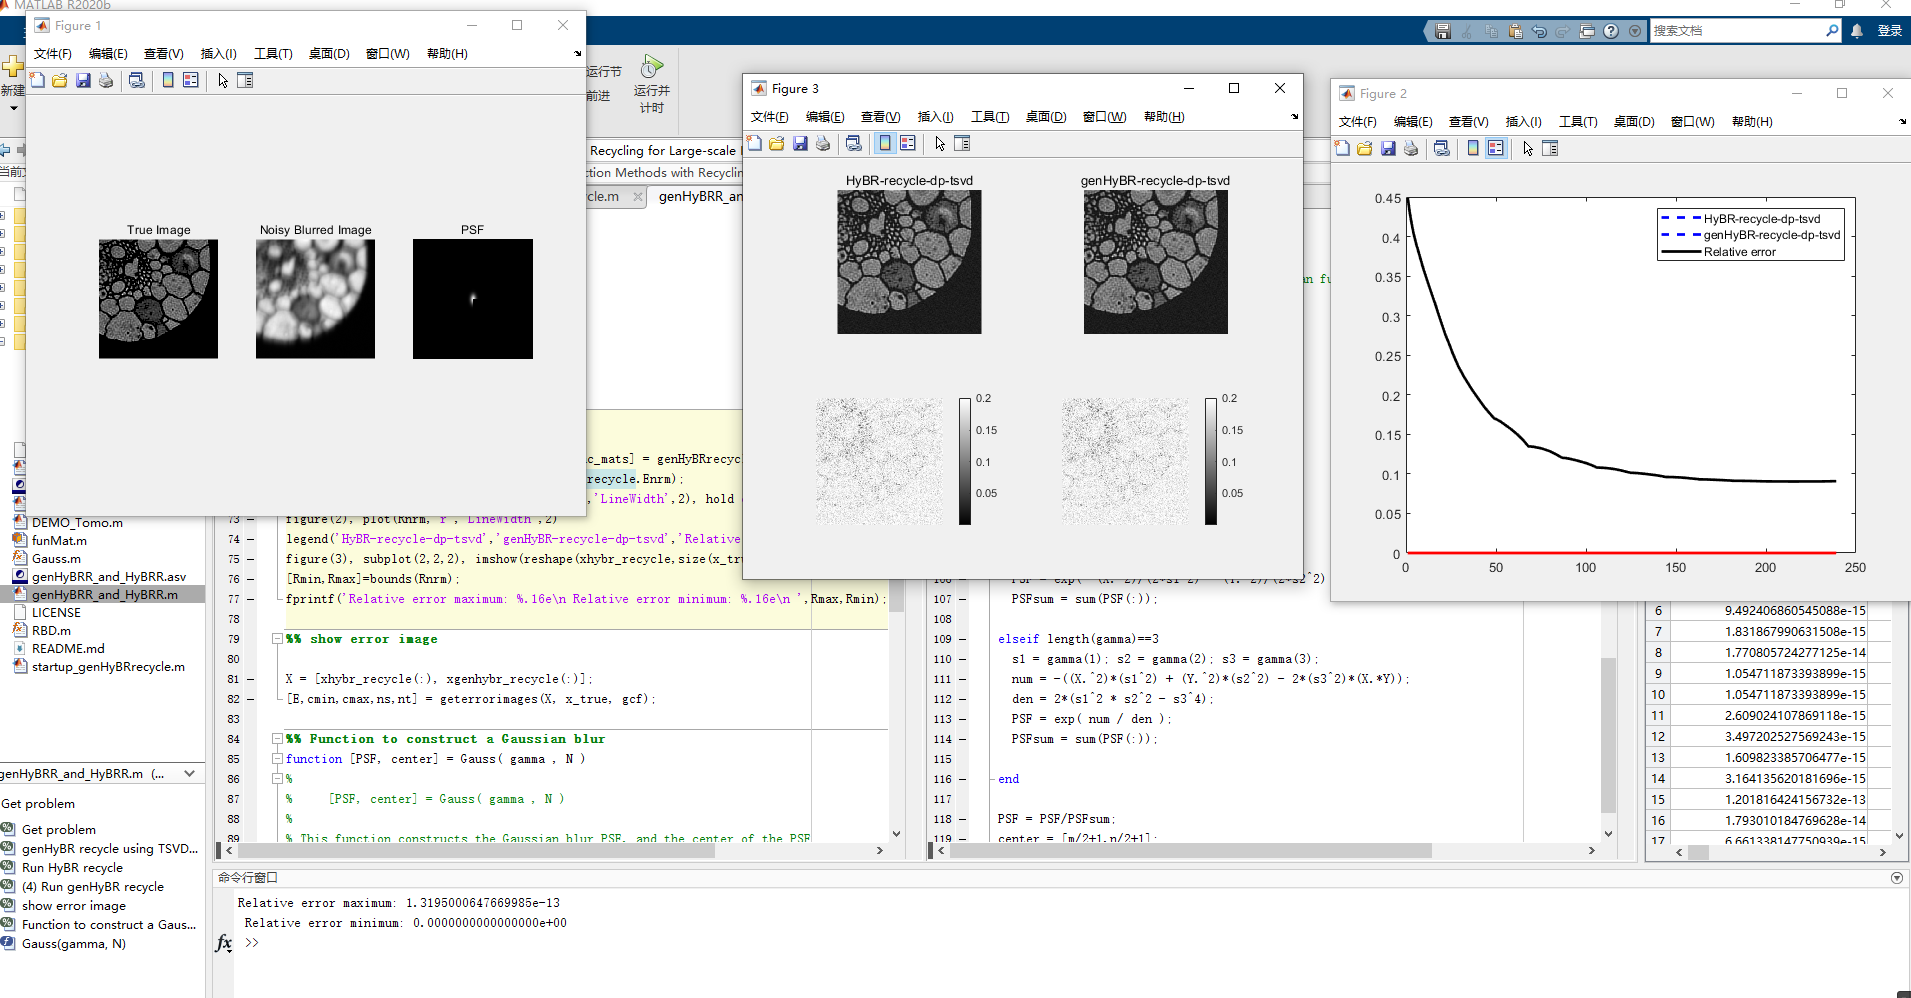 MATLAB R2020b
搜索文档
登录
新建
运行节
前进
运行并
计时
Recycling for Large-scale
ction Methods with Recyclin
cle.m
genHyBRR_an
Figure 1
文件(F) 编辑(E) 查看(V) 插入(I) 工具(T) 桌面(D) 窗口(W) 帮助(H)
True Image
Noisy Blurred Image
PSF
Figure 3
文件(F) 编辑(E) 查看(V) 插入(I) 工具(T) 桌面(D) 窗口(W) 帮助(H)
HyBR-recycle-dp-tsvd
genHyBR-recycle-dp-tsvd
0.2
0.15
0.1
0.05
0.2
0.15
0.1
0.05
Figure 2
文件(F) 编辑(E) 查看(V) 插入(I) 工具(T) 桌面(D) 窗口(W) 帮助(H)
0.45
0.4
0.35
0.3
0.25
0.2
0.15
0.1
0.05
0
0 50 100 150 200 250
HyBR-recycle-dp-tsvd
genHyBR-recycle-dp-tsvd
Relative error
DEMO_Tomo.m
funMat.m
Gauss.m
genHyBRR_and_HyBRR.asv
genHyBRR_and_HyBRR.m
LICENSE
RBD.m
README.md
startup_genHyBRrecycle.m
genHyBRR_and_HyBRR.m (...
Get problem
Get problem
genHyBR recycle using TSVD...
Run HyBR recycle
(4) Run genHyBR recycle
show error image
Function to construct a Gaus...
Gauss(gamma, N)
c_mats] = genHyBRrecyc
recycle.Enrm);
,'LineWidth',2), hold
73 figure(2), plot(Rnrm,'r','LineWidth',2)
74 legend('HyBR-recycle-dp-tsvd','genHyBR-recycle-dp-tsvd','Relative
75 figure(3), subplot(2,2,2), imshow(reshape(xhybr_recycle,size(x_tru
76 [Rmin,Rmax]=bounds(Rnrm);
77 fprintf('Relative error maximum: %.16e\n Relative error minimum: %.16e\n ',Rmax,Rmin);
78
79 %% show error image
80
81 X = [xhybr_recycle(:), xgenhybr_recycle(:)];
82 [E,cmin,cmax,ns,nt] = geterrorimages(X, x_true, gcf);
83
84 %% Function to construct a Gaussian blur
85 function [PSF, center] = Gauss( gamma , N )
86 %
87 % [PSF, center] = Gauss( gamma , N )
88 %
89 % This function constructs the Gaussian blur PSF, and the center of the PSF
an fu
106 PSF = exp( -(X.^2)/(2*s1^2) - (Y.^2)/(2*s2^2)
107 PSFsum = sum(PSF(:));
108
109 elseif length(gamma)==3
110 s1 = gamma(1); s2 = gamma(2); s3 = gamma(3);
111 num = -((X.^2)*(s1^2) + (Y.^2)*(s2^2) - 2*(s3^2)*(X.*Y));
112 den = 2*(s1^2 * s2^2 - s3^4);
113 PSF = exp( num / den );
114 PSFsum = sum(PSF(:));
115
116 end
117
118 PSF = PSF/PSFsum;
119 center = [m/2+1,n/2+1];
6 9.492406860545088e-15
7 1.831867990631508e-15
8 1.770805724277125e-14
9 1.054711873393899e-15
10 1.054711873393899e-15
11 2.609024107869118e-15
12 3.497202527569243e-15
13 1.609823385706477e-15
14 3.164135620181696e-15
15 1.201816424156732e-13
16 1.793010184769628e-14
17 6.661338147750939e-15
命令行窗口
Relative error maximum: 1.3195000647669985e-13
Relative error minimum: 0.0000000000000000e+00
fx >>